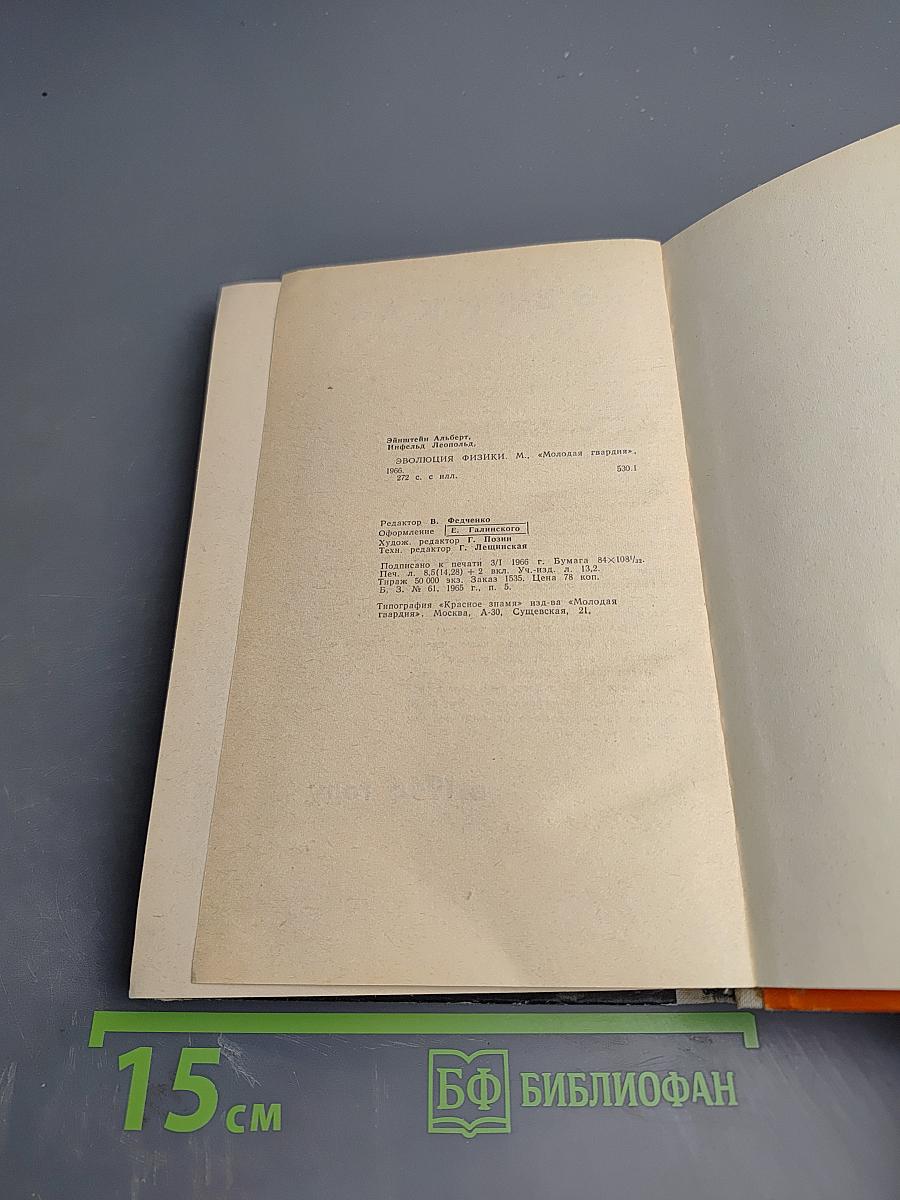 Эйнштейн Альберт,
Инфельд Леопольд,
ЭВОЛЮЦИЯ ФИЗИКИ. М., «Молодая гвардия»,
1966.
272 с. с илл. 530.1
Редактор В. Федченко
Оформление Е. Галинского
Худож. редактор Г. Позин
Техн. редактор Г. Лещинская
Подписано к печати 3/I 1966 г. Бумага 84×108¹/₃₂.
Печ. л. 8,5(14,28) + 2 вкл. Уч.-изд. л. 13,2.
Тираж 50 000 экз. Заказ 1535. Цена 78 коп.
Б. З. № 61, 1965 г., п. 5.
Типография «Красное знамя» изд-ва «Молодая
гвардия». Москва, А-30, Сущевская, 21.
15 см
БФ БИБЛИОФАН